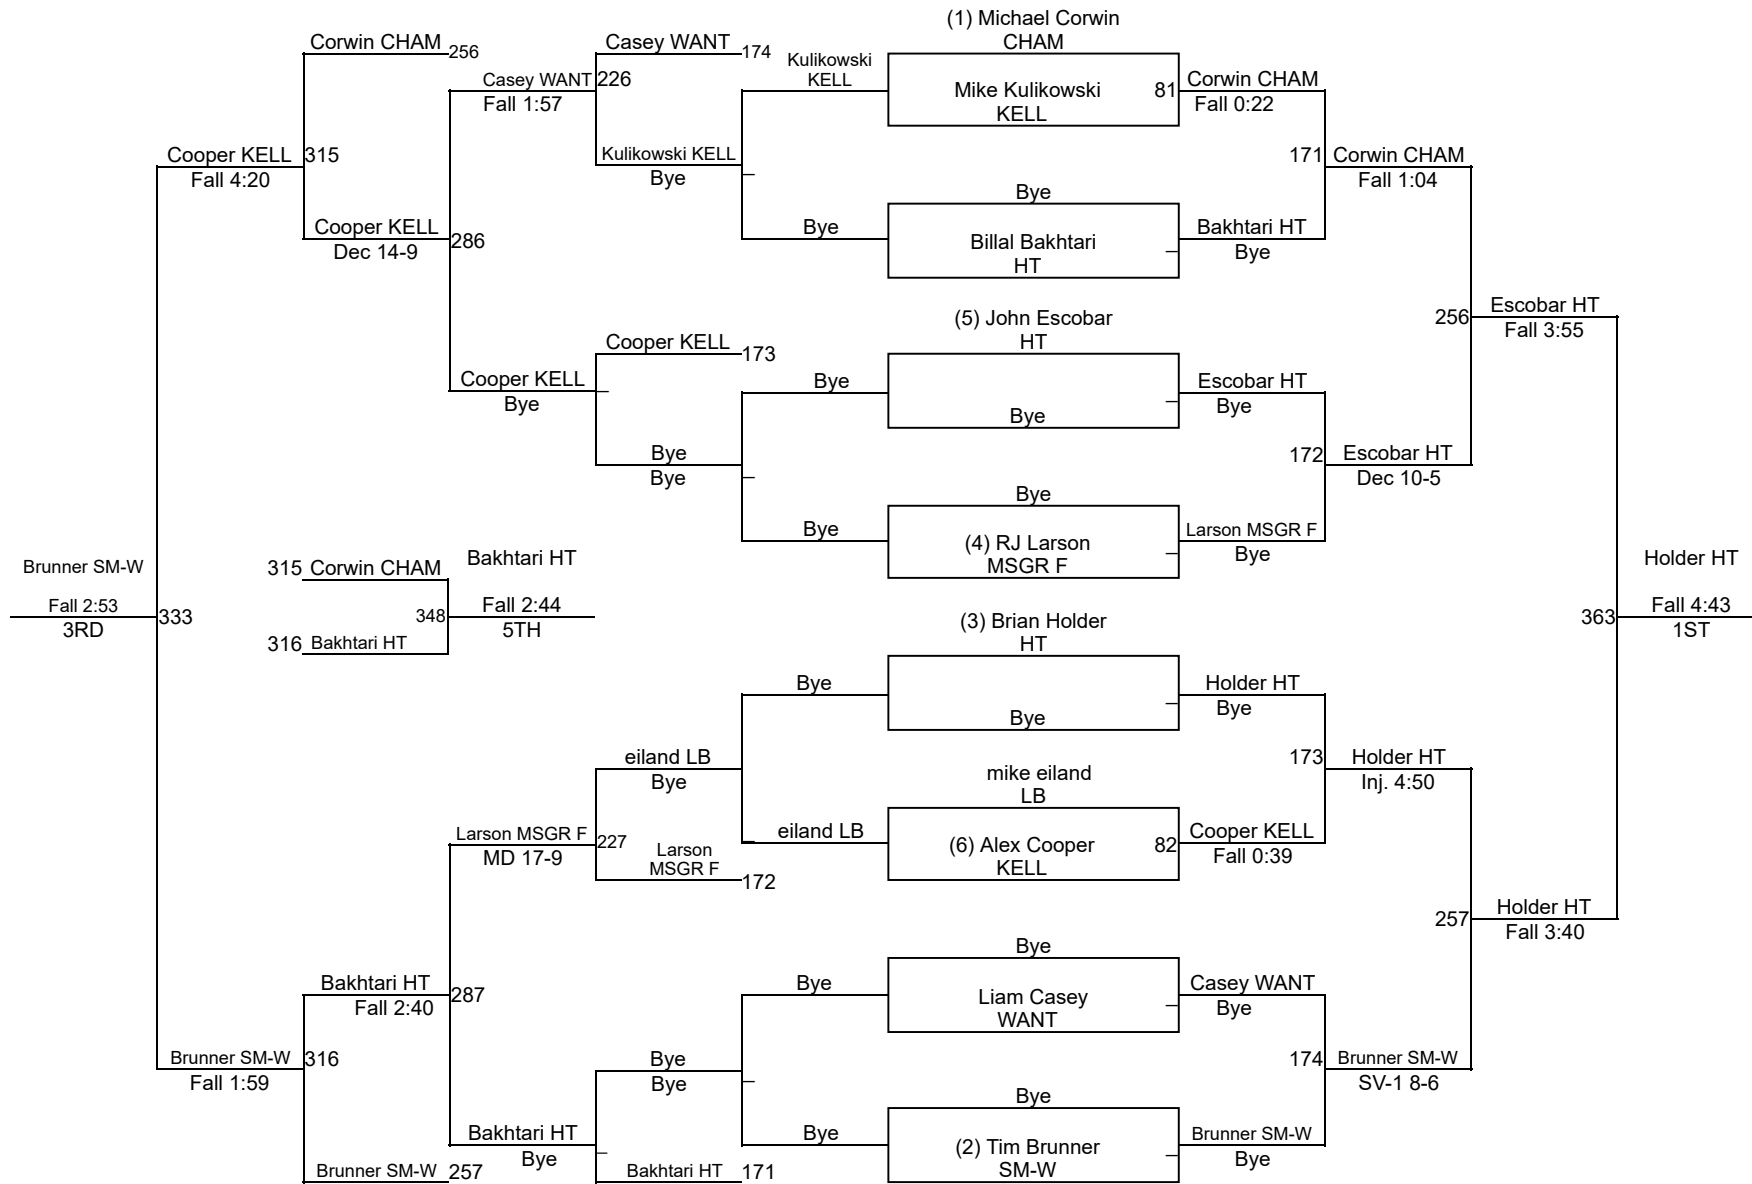 (1) Michael Corwin
CHAM
Corwin CHAM
256
Casey WANT
174
Kulikowski
KELL
Casey WANT
226
Fall 1:57
Mike Kulikowski
81
KELL
Corwin CHAM
Fall 0:22
Cooper KELL
315
Fall 4:20
Kulikowski KELL
Bye
171
Corwin CHAM
Fall 1:04
Bye
Cooper KELL
286
Dec 14-9
Bye
Billal Bakhtari
HT
Bakhtari HT
Bye
(5) John Escobar
HT
256
Escobar HT
Fall 3:55
Cooper KELL
173
Cooper KELL
Bye
Bye
Bye
Escobar HT
Bye
Bye
Bye
172
Escobar HT
Dec 10-5
Bye
Bye
(4) RJ Larson
MSGR F
Larson MSGR F
Bye
Brunner SM-W
Fall 2:53
333
3RD
315
Corwin CHAM
Bakhtari HT
348
Fall 2:44
5TH
316
Bakhtari HT
Holder HT
363
Fall 4:43
1ST
(3) Brian Holder
HT
Bye
Bye
Holder HT
Bye
eiland LB
Bye
mike eiland
LB
173
Holder HT
Inj. 4:50
Larson MSGR F
227
MD 17-9
Larson
MSGR F
172
eiland LB
(6) Alex Cooper
82
KELL
Cooper KELL
Fall 0:39
257
Holder HT
Fall 3:40
Bye
Bakhtari HT
287
Fall 2:40
Bye
Liam Casey
WANT
Casey WANT
Bye
Brunner SM-W
316
Fall 1:59
Bye
Bye
174
Brunner SM-W
SV-1 8-6
Bye
Bakhtari HT
Bye
Bye
(2) Tim Brunner
SM-W
Brunner SM-W
Bye
Brunner SM-W
257
Bakhtari HT
171